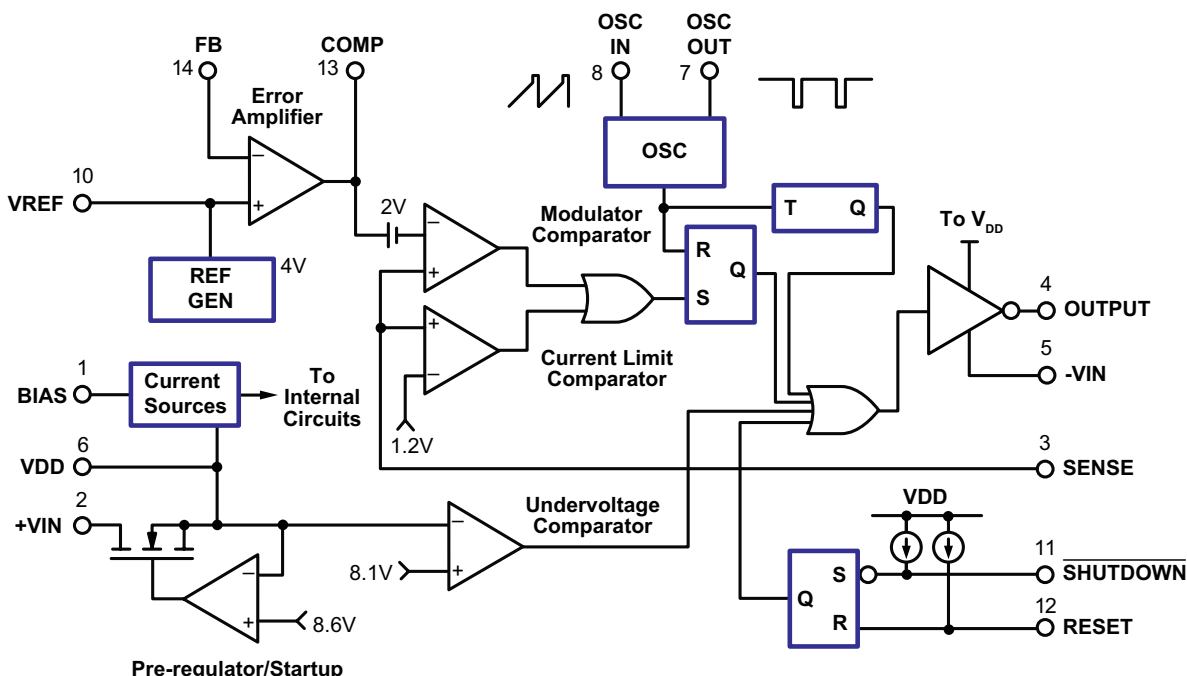 FB
14
COMP
13
OSC
IN
8
OSC
OUT
7
Error
Amplifier
−
+
10
VREF
REF
GEN
4V
2V
−
+
Modulator
Comparator
OSC
T Q
R
Q
S
To VDD
4
OUTPUT
5
-VIN
+
−
1.2V
Current Limit
Comparator
1
BIAS
Current
Sources
To
Internal
Circuits
6
VDD
2
+VIN
3
SENSE
Undervoltage
Comparator
−
+
8.1V
−
+
8.6V
Pre-regulator/Startup
VDD
S
Q
R
11
SHUTDOWN
12
RESET